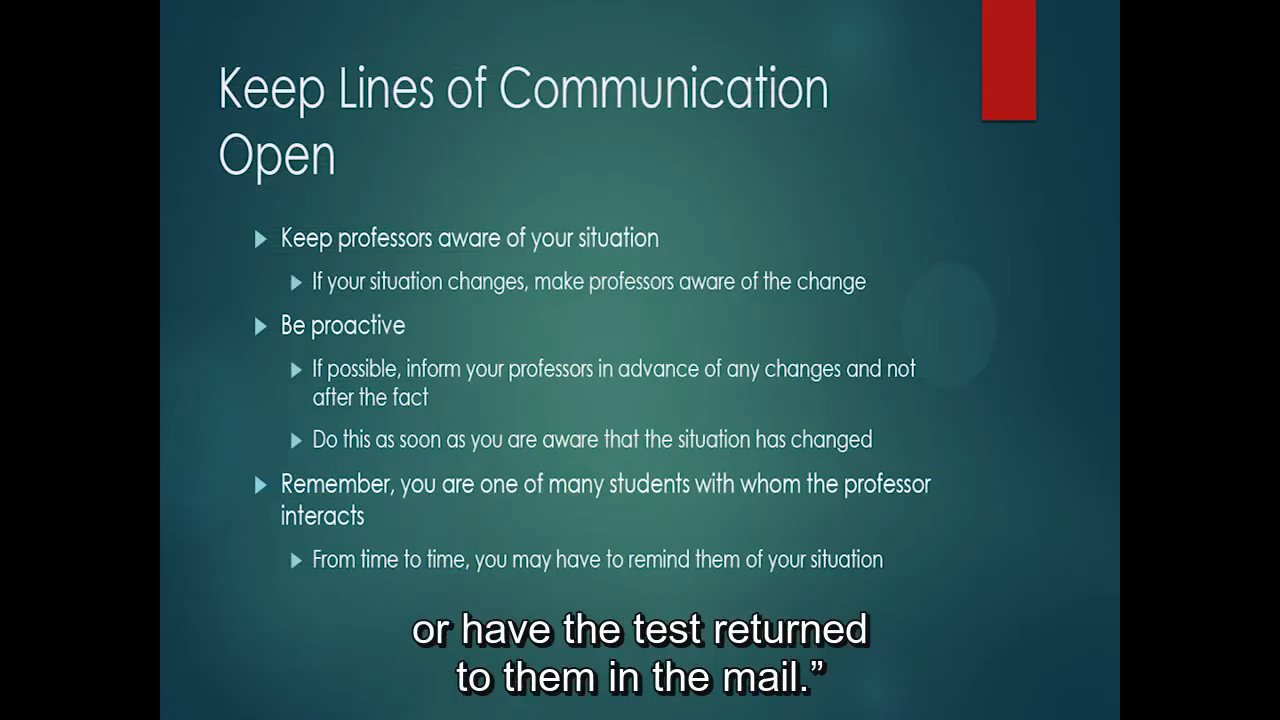 Keep Lines of Communication
Open
Keep professors aware of your situation
If your situation changes, make professors aware of the change
Be proactive
If possible, inform your professors in advance of any changes and not
after the fact
Do this as soon as you are aware that the situation has changed
Remember, you are one of many students with whom the professor
interacts
From time to time, you may have to remind them of your situation
or have the test returned
to them in the mail.”